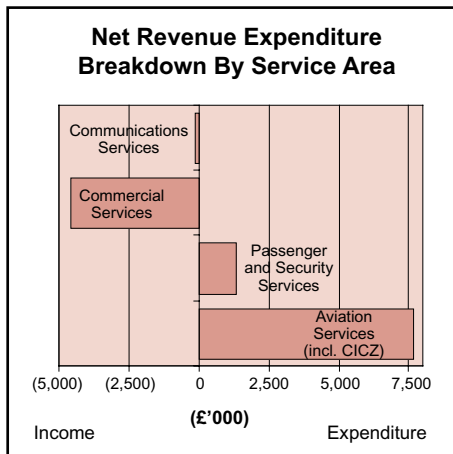 Net Revenue Expenditure
Breakdown By Service Area
Communications
Services
Commercial
Services
Passenger
and Security
Services
Aviation
Services
(incl. CICZ)
(5,000) (2,500) 0 2,500 5,000 7,500
(£'000)
Income Expenditure